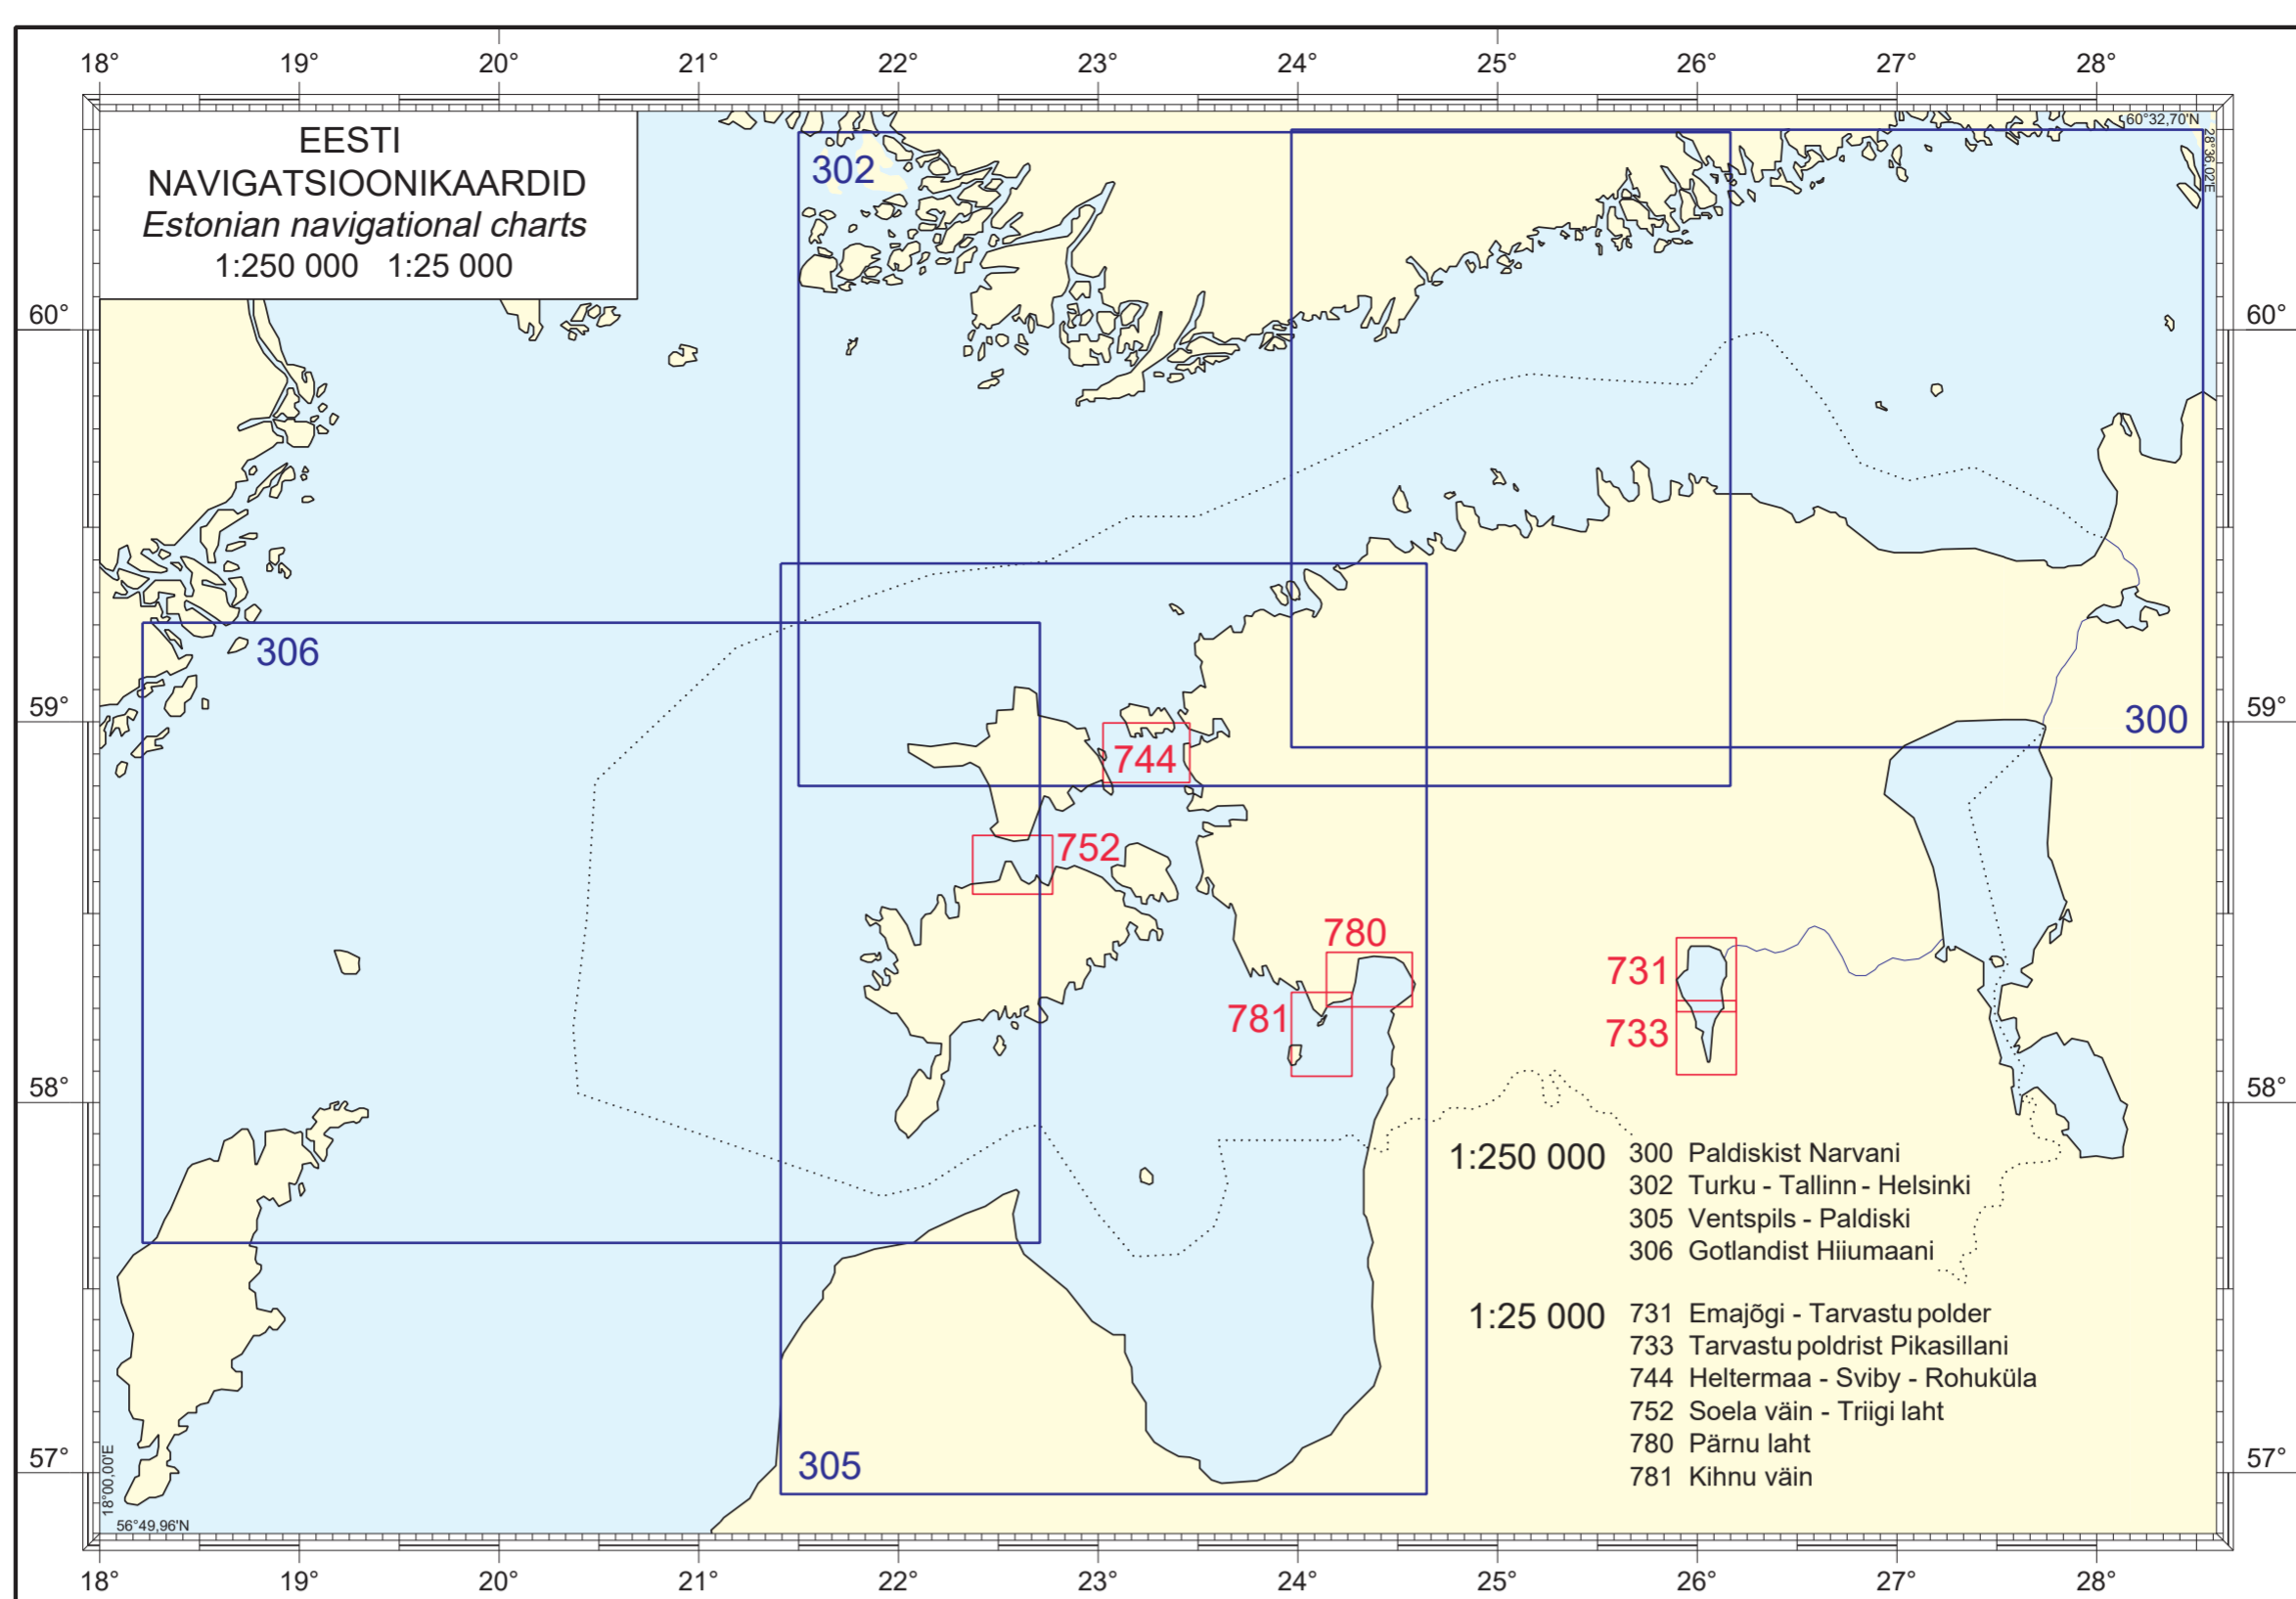 18° 19° 20° 21° 22° 23° 24° 25° 26° 27° 28°
EESTI
NAVIGATSIOONIKAARDID
Estonian navigational charts
1:250 000 1:25 000
60°32,70'N
28°36,02'E
302
60° 60°
306
59° 59°
300
744
752
780
731
781
733
58° 58°
1:250 000 300 Paldiskist Narvani
302 Turku - Tallinn - Helsinki
305 Ventspils - Paldiski
306 Gotlandist Hiiumaani
1:25 000 731 Emajõgi - Tarvastu polder
733 Tarvastu poldrist Pikasillani
744 Heltermaa - Sviby - Rohuküla
752 Soela väin - Triigi laht
780 Pärnu laht
781 Kihnu väin
305
57° 57°
18°00,00'E
56°49,96'N
18° 19° 20° 21° 22° 23° 24° 25° 26° 27° 28°